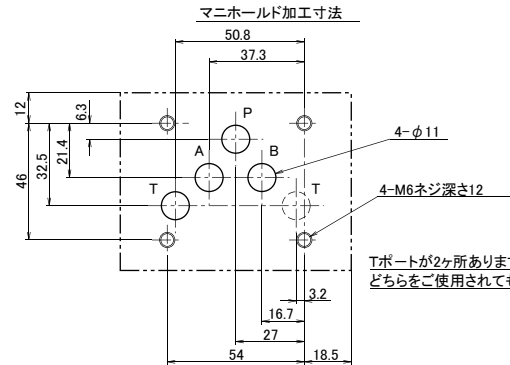 マニホールド加工寸法
50.8
37.3
12
6.3
P
46
32.5
21.4
A
B
4-φ11
T
T
4-M6ネジ深さ12
Tポートが2ヶ所あります
どちらをご使用されても
3.2
16.7
27
54
18.5